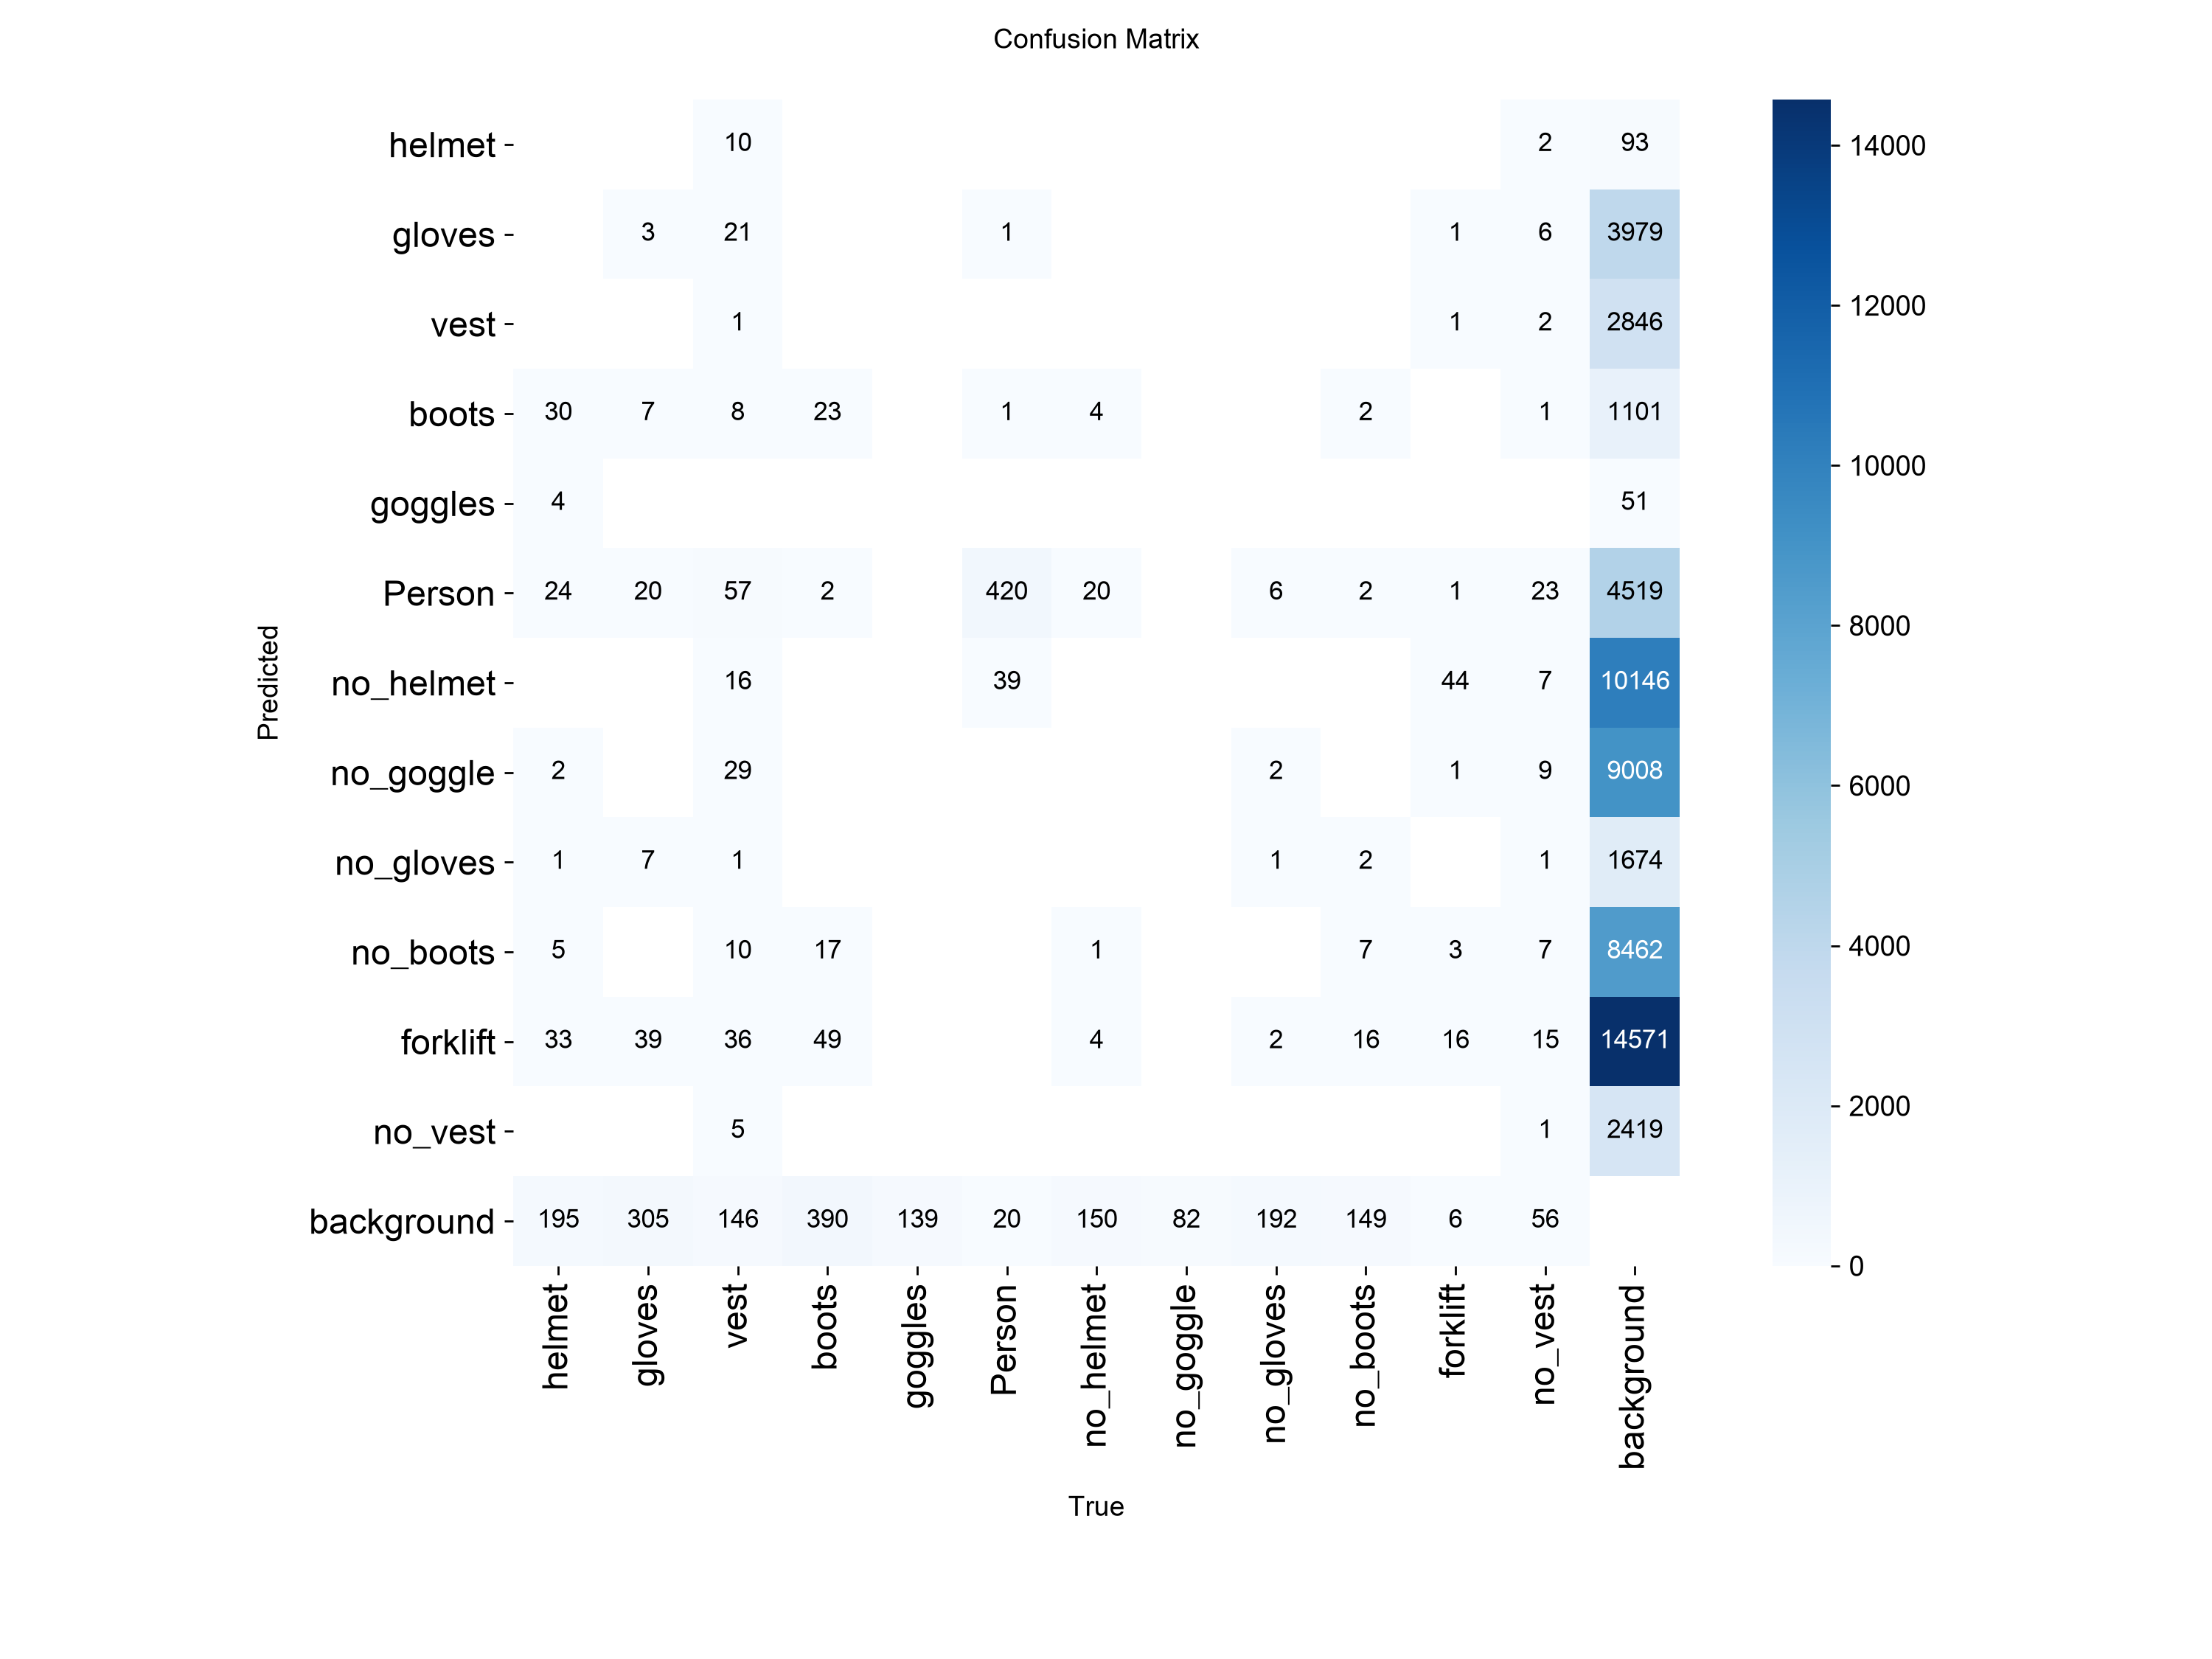 Confusion Matrix
helmet 10 2 93 14000
gloves 3 21 1 1 6 3979
vest 1 1 2 2846 12000
boots 30 7 8 23 1 4 2 1 1101
10000
goggles 4 51
Person 24 20 57 2 420 20 6 2 1 23 4519 8000
Predicted
no_helmet 16 39 44 7 10146
no_goggle 2 29 2 1 9 9008 6000
no_gloves 1 7 1 1 2 1 1674
no_boots 5 10 17 1 7 3 7 8462 4000
forklift 33 39 36 49 4 2 16 16 15 14571
2000
no_vest 5 1 2419
background 195 305 146 390 139 20 150 82 192 149 6 56
0
helmet gloves vest boots goggles Person no_helmet no_goggle no_gloves no_boots forklift no_vest background
True